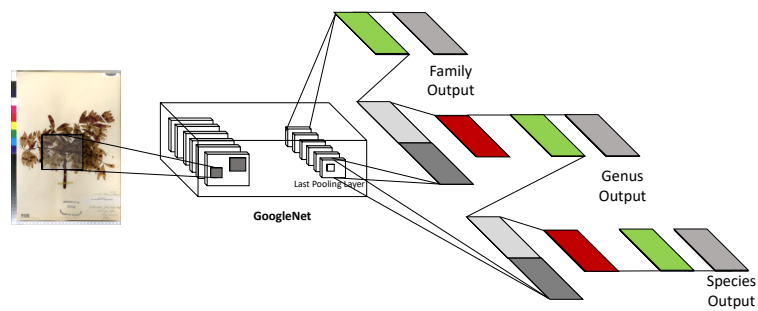 Family
Output
Last Pooling Layer
Genus
Output
GoogleNet
Species
Output